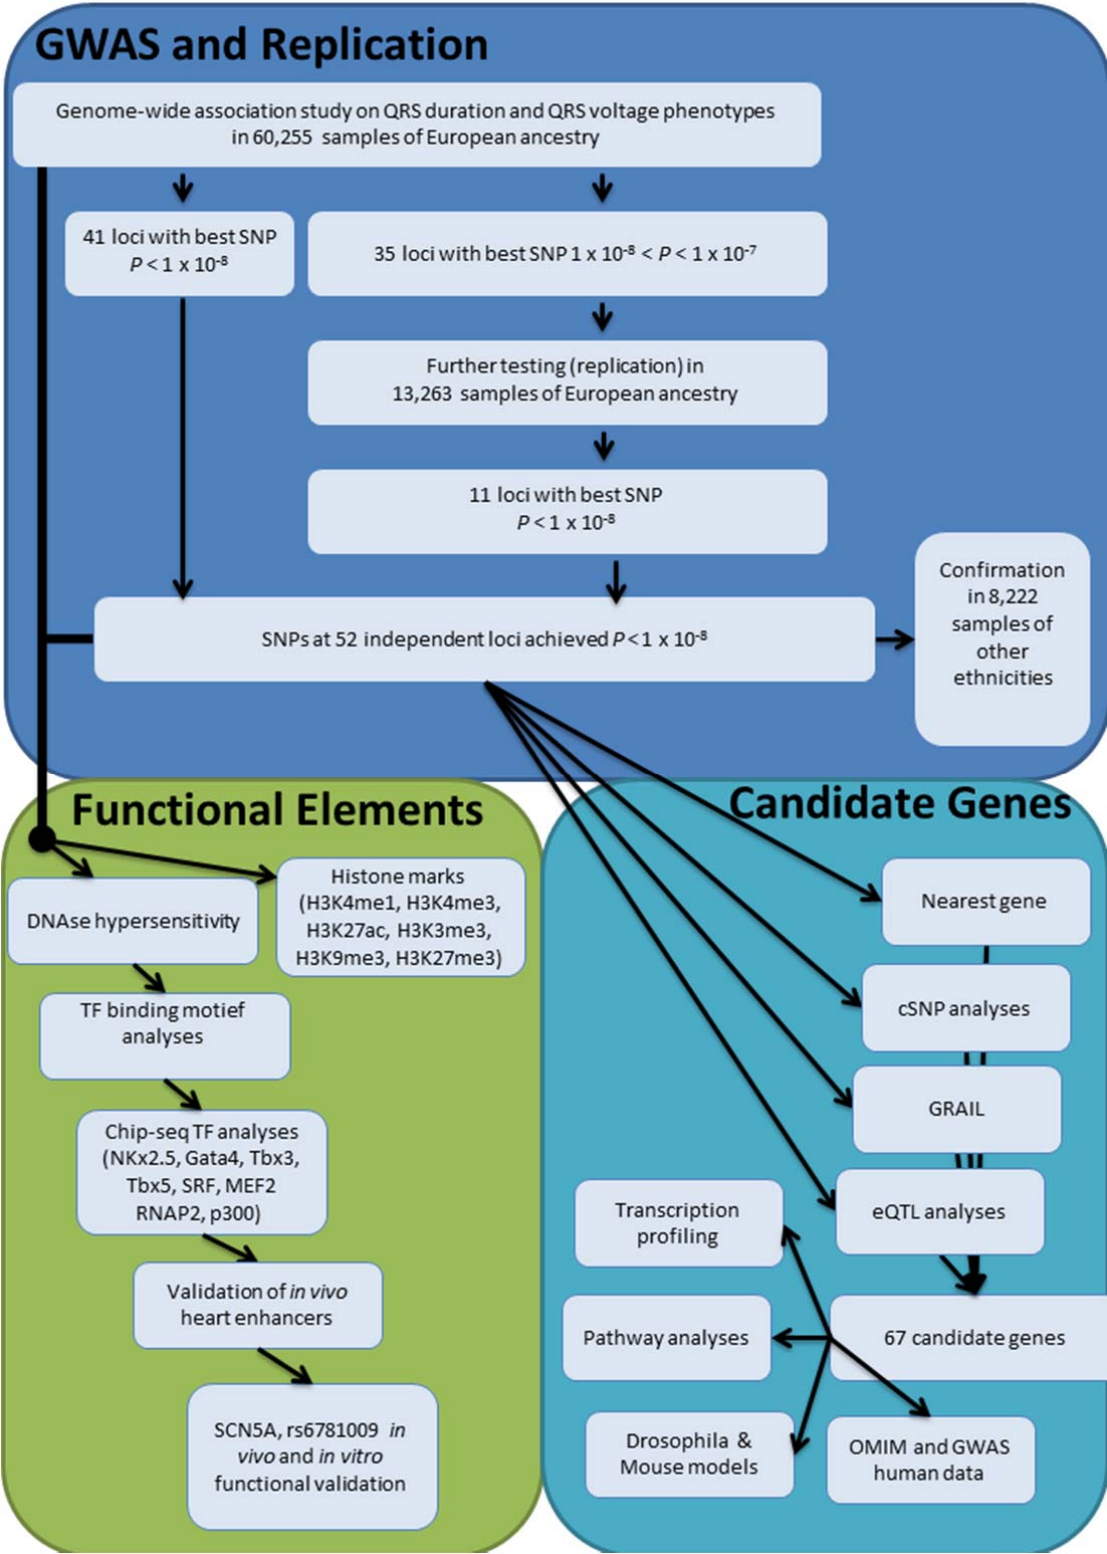 GWAS and Replication
Genome-wide association study on QRS duration and QRS voltage phenotypes
in 60,255 samples of European ancestry
41 loci with best SNP
P < 1 x 10⁻⁸
35 loci with best SNP 1 x 10⁻⁸ < P < 1 x 10⁻⁷
Further testing (replication) in
13,263 samples of European ancestry
11 loci with best SNP
P < 1 x 10⁻⁸
SNPs at 52 independent loci achieved P < 1 x 10⁻⁸
Confirmation
in 8,222
samples of
other
ethnicities
Functional Elements
DNAse hypersensitivity
Histone marks
(H3K4me1, H3K4me3,
H3K27ac, H3K3me3,
H3K9me3, H3K27me3)
TF binding motief
analyses
Chip-seq TF analyses
(NKx2.5, Gata4, Tbx3,
Tbx5, SRF, MEF2
RNAP2, p300)
Validation of in vivo
heart enhancers
SCN5A, rs6781009 in
vivo and in vitro
functional validation
Candidate Genes
Nearest gene
cSNP analyses
GRAIL
eQTL analyses
67 candidate genes
Transcription
profiling
Pathway analyses
Drosophila &
Mouse models
OMIM and GWAS
human data